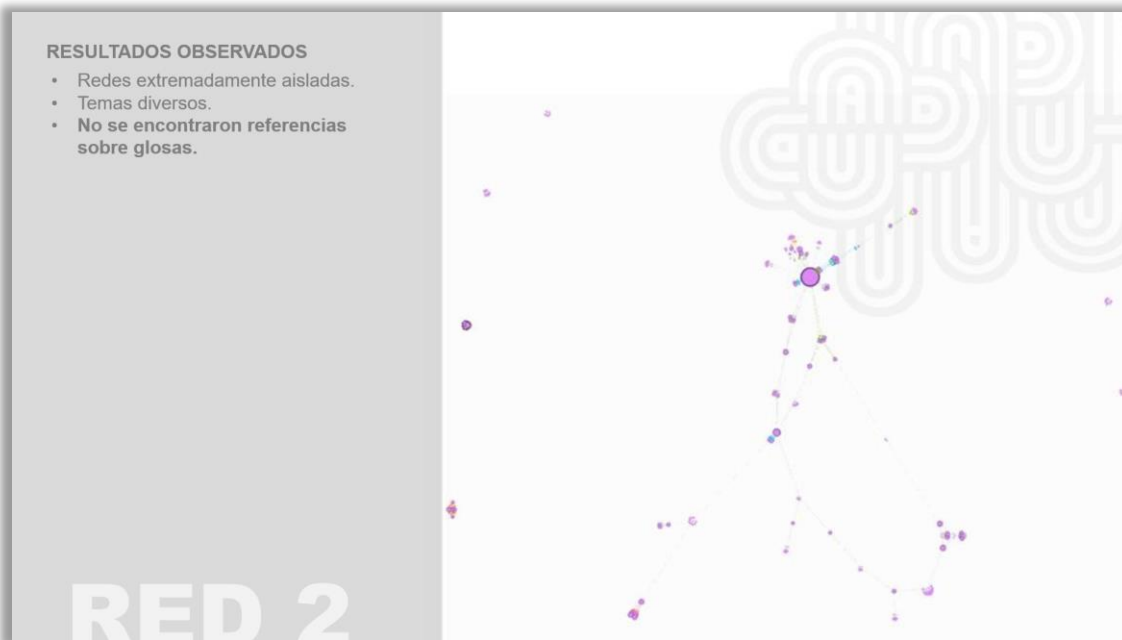 RESULTADOS OBSERVADOS
• Redes extremadamente aisladas.
• Temas diversos.
• No se encontraron referencias
sobre glosas.
RED 2